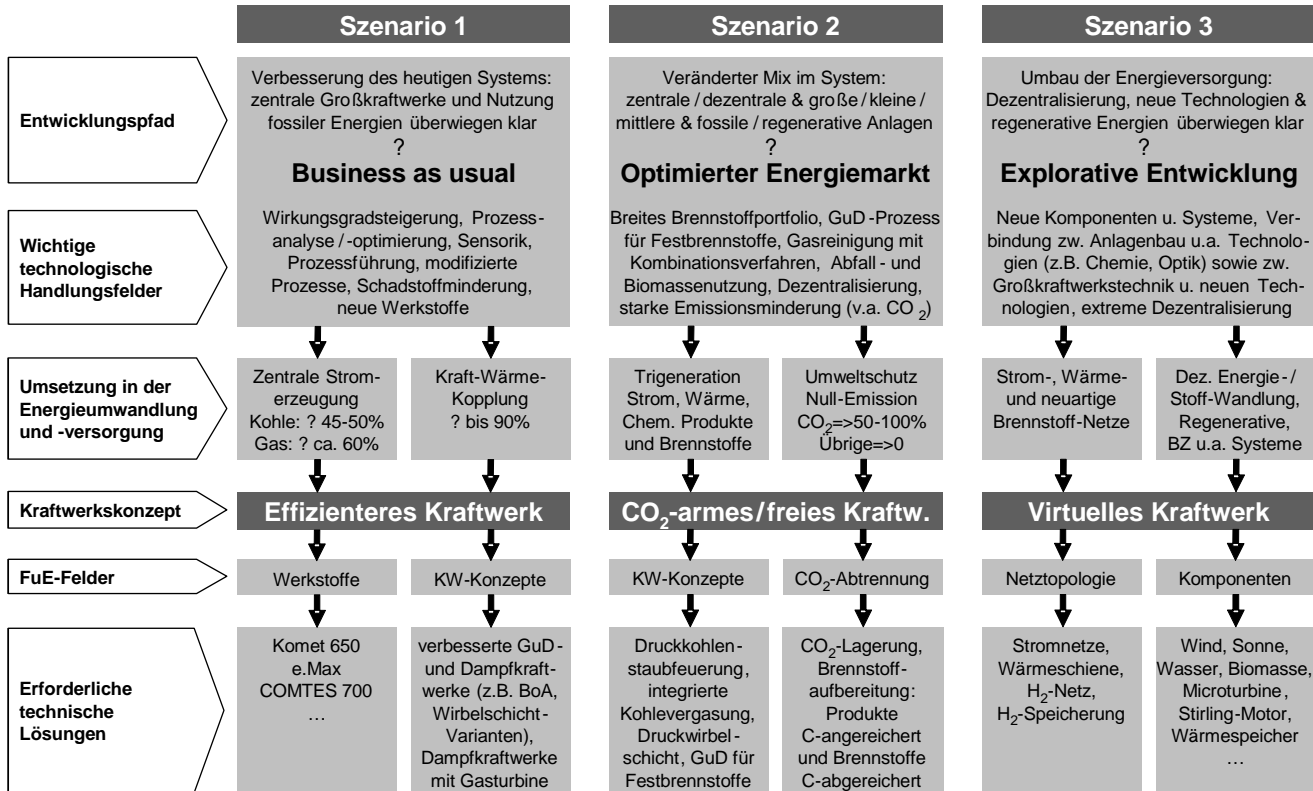 Szenario 1
Szenario 2
Szenario 3
Entwicklungspfad
Verbesserung des heutigen Systems:
zentrale Großkraftwerke und Nutzung
fossiler Energien überwiegen klar
?
Business as usual
Veränderter Mix im System:
zentrale / dezentrale & große / kleine /
mittlere & fossile / regenerative Anlagen
?
Optimierter Energiemarkt
Umbau der Energieversorgung:
Dezentralisierung, neue Technologien &
regenerative Energien überwiegen klar
?
Explorative Entwicklung
Wichtige
technologische
Handlungsfelder
Wirkungsgradsteigerung, Prozess-
analyse / -optimierung, Sensorik,
Prozessführung, modifizierte
Prozesse, Schadstoffminderung,
neue Werkstoffe
Breites Brennstoffportfolio, GuD-Prozess
für Festbrennstoffe, Gasreinigung mit
Kombinationsverfahren, Abfall- und
Biomassenutzung, Dezentralisierung,
starke Emissionsminderung (v.a. CO2)
Neue Komponenten u. Systeme, Ver-
bindung zw. Anlagenbau u.a. Technolo-
gien (z.B. Chemie, Optik) sowie zw.
Großkraftwerkstechnik u. neuen Tech-
nologien, extreme Dezentralisierung
Umsetzung in der
Energieumwandlung
und -versorgung
Zentrale Strom-
erzeugung
Kohle: ? 45-50%
Gas: ? ca. 60%
Kraft-Wärme-
Kopplung
? bis 90%
Trigeneration
Strom, Wärme,
Chem. Produkte
und Brennstoffe
Umweltschutz
Null-Emission
CO2=>50-100%
Übrige=>0
Strom-, Wärme-
und neuartige
Brennstoff-Netze
Dez. Energie-/
Stoff-Wandlung,
Regenerative,
BZ u.a. Systeme
Kraftwerkskonzept
Effizienteres Kraftwerk
CO2-armes/freies Kraftw.
Virtuelles Kraftwerk
FuE-Felder
Werkstoffe
KW-Konzepte
KW-Konzepte
CO2-Abtrennung
Netztopologie
Komponenten
Erforderliche
technische
Lösungen
Komet 650
e.Max
COMTES 700
…
verbesserte GuD-
und Dampfkraft-
werke (z.B. BoA,
Wirbelschicht-
Varianten),
Dampfkraftwerke
mit Gasturbine
Druckkohlen-
staubfeuerung,
integrierte
Kohlevergasung,
Druckwirbel-
schicht, GuD für
Festbrennstoffe
CO2-Lagerung,
Brennstoff-
aufbereitung:
Produkte
C-angereichert
und Brennstoffe
C-abgereichert
Stromnetze,
Wärmeschiene,
H2-Netz,
H2-Speicherung
Wind, Sonne,
Wasser, Biomasse,
Microturbine,
Stirling-Motor,
Wärmespeicher
…